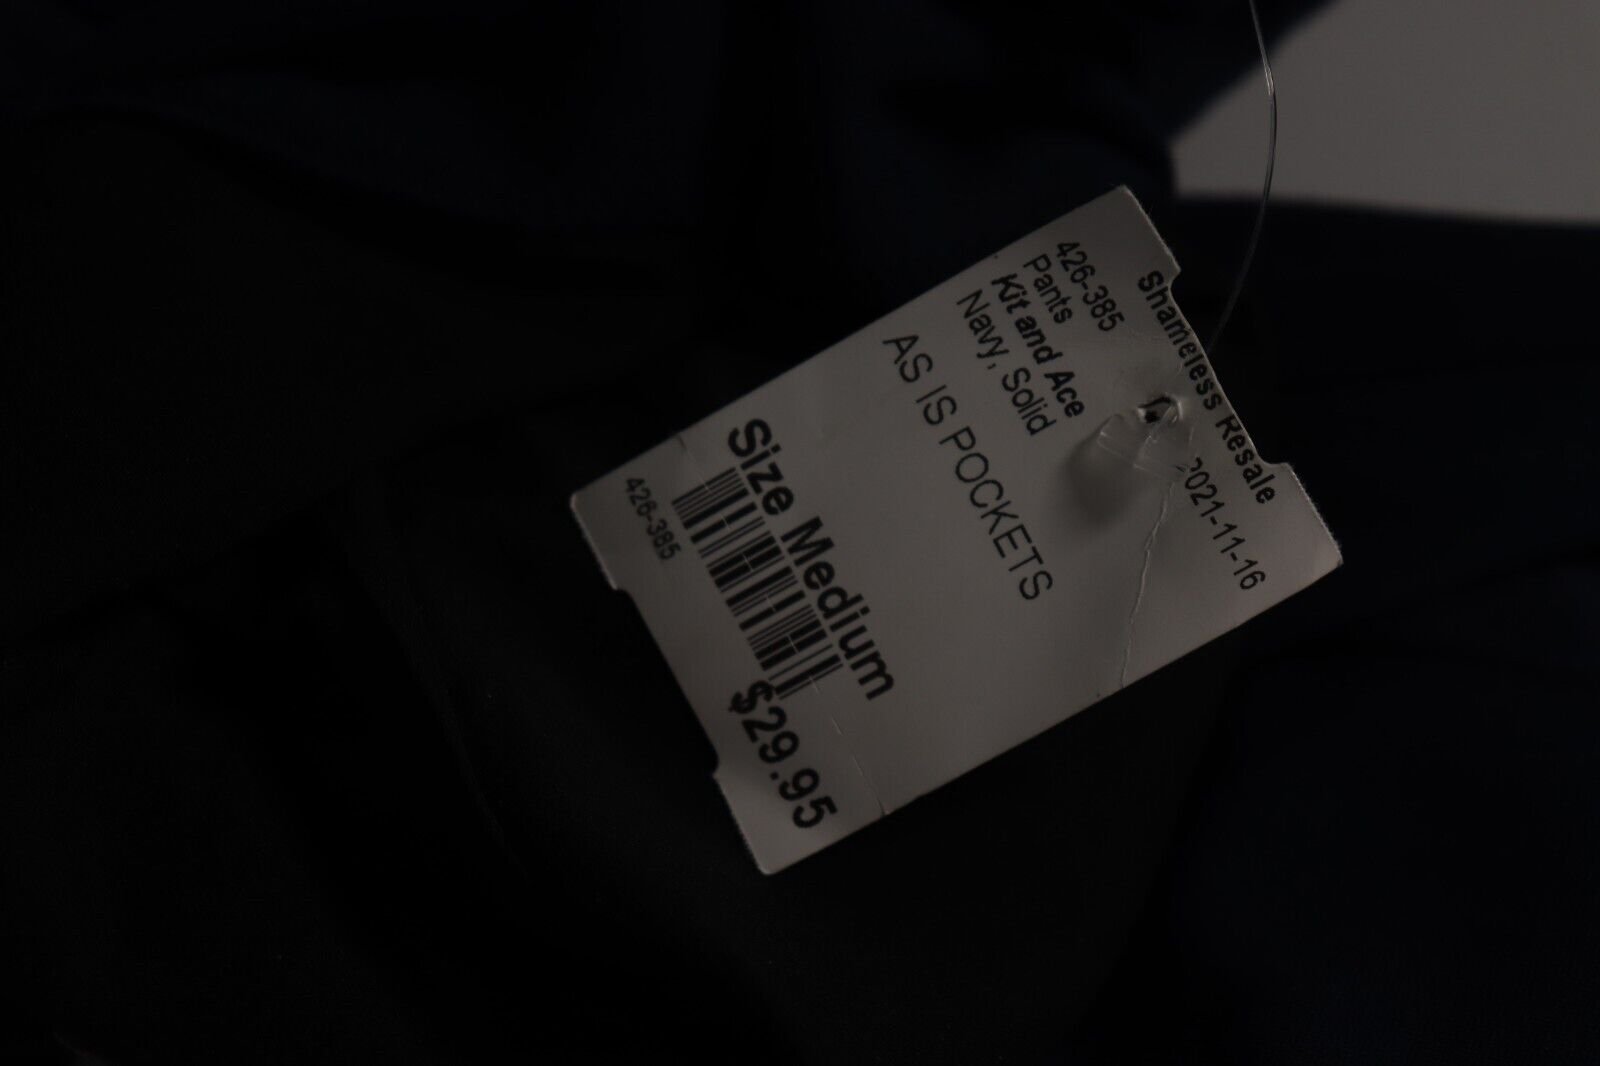 Shameless Resale
2021-11-16
426-385
Pants
Kit and Ace
Navy, Solid
AS IS POCKETS
Size Medium
426-385
$29.95